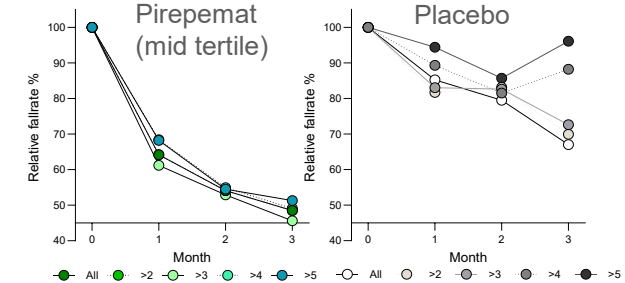 Pirepemat
(mid tertile)
Relative fallrate %
100
90
80
70
60
50
40
0
1
2
3
Month
All >2 >3 >4 >5
Placebo
Relative fallrate %
100
90
80
70
60
50
40
0
1
2
3
Month
All >2 >3 >4 >5